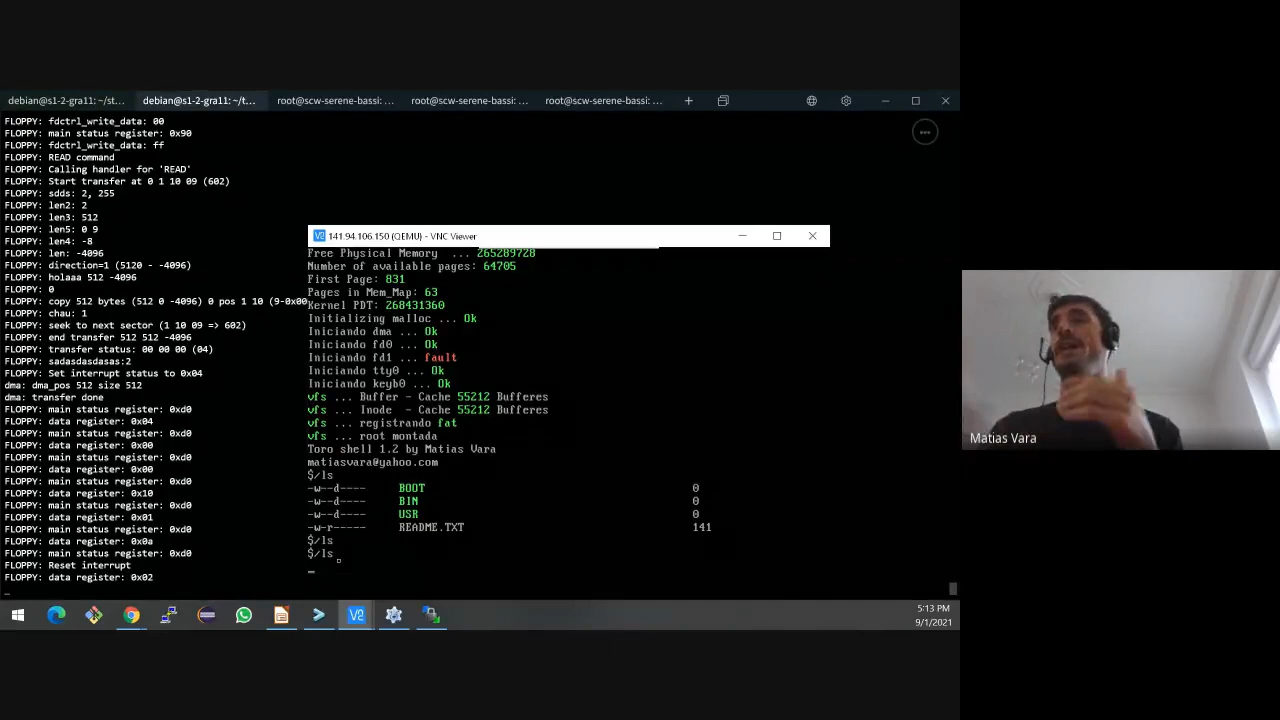 debian@s1-2-gra11: ~/st...
debian@s1-2-gra11: ~/t...
root@scw-serene-bassi: ...
root@scw-serene-bassi: ...
root@scw-serene-bassi: ...
FLOPPY: fdctrl_write_data: 00
FLOPPY: main status register: 0x90
FLOPPY: fdctrl_write_data: ff
FLOPPY: READ command
FLOPPY: Calling handler for 'READ'
FLOPPY: Start transfer at 0 1 10 09 (602)
FLOPPY: sdds: 2, 255
FLOPPY: len2: 2
FLOPPY: len3: 512
FLOPPY: len5: 0 9
FLOPPY: len4: -8
FLOPPY: len: -4096
FLOPPY: direction=1 (5120 - -4096)
FLOPPY: holaaa 512 -4096
FLOPPY: 0
FLOPPY: copy 512 bytes (512 0 -4096) 0 pos 1 10 (9-0x00
FLOPPY: chau: 1
FLOPPY: seek to next sector (1 10 09 => 602)
FLOPPY: end transfer 512 512 -4096
FLOPPY: transfer status: 00 00 00 (04)
FLOPPY: sadasdasdasas:2
FLOPPY: Set interrupt status to 0x04
dma: dma_pos 512 size 512
dma: transfer done
FLOPPY: main status register: 0xd0
FLOPPY: data register: 0x04
FLOPPY: main status register: 0xd0
FLOPPY: data register: 0x00
FLOPPY: main status register: 0xd0
FLOPPY: data register: 0x00
FLOPPY: main status register: 0xd0
FLOPPY: data register: 0x10
FLOPPY: main status register: 0xd0
FLOPPY: data register: 0x01
FLOPPY: main status register: 0xd0
FLOPPY: data register: 0x0a
FLOPPY: main status register: 0xd0
FLOPPY: Reset interrupt
FLOPPY: data register: 0x02
V2 141.94.106.150 (QEMU) - VNC Viewer
Free Physical Memory ... 265289728
Number of available pages: 64705
First Page: 831
Pages in Mem_Map: 63
Kernel PDT: 268431360
Initializing malloc ... Ok
Iniciando dma ... Ok
Iniciando fd0 ... Ok
Iniciando fd1 ... fault
Iniciando tty0 ... Ok
Iniciando keyb0 ... Ok
vfs ... Buffer - Cache 55212 Bufferes
vfs ... Inode - Cache 55212 Bufferes
vfs ... registrando fat
vfs ... root montada
Toro shell 1.2 by Matias Vara
matiasvara@yahoo.com
$/ls
-w--d---- BOOT 0
-w--d---- BIN 0
-w--d---- USR 0
-w-r----- README.TXT 141
$/ls
$/ls
Matias Vara
V2
5:13 PM
9/1/2021